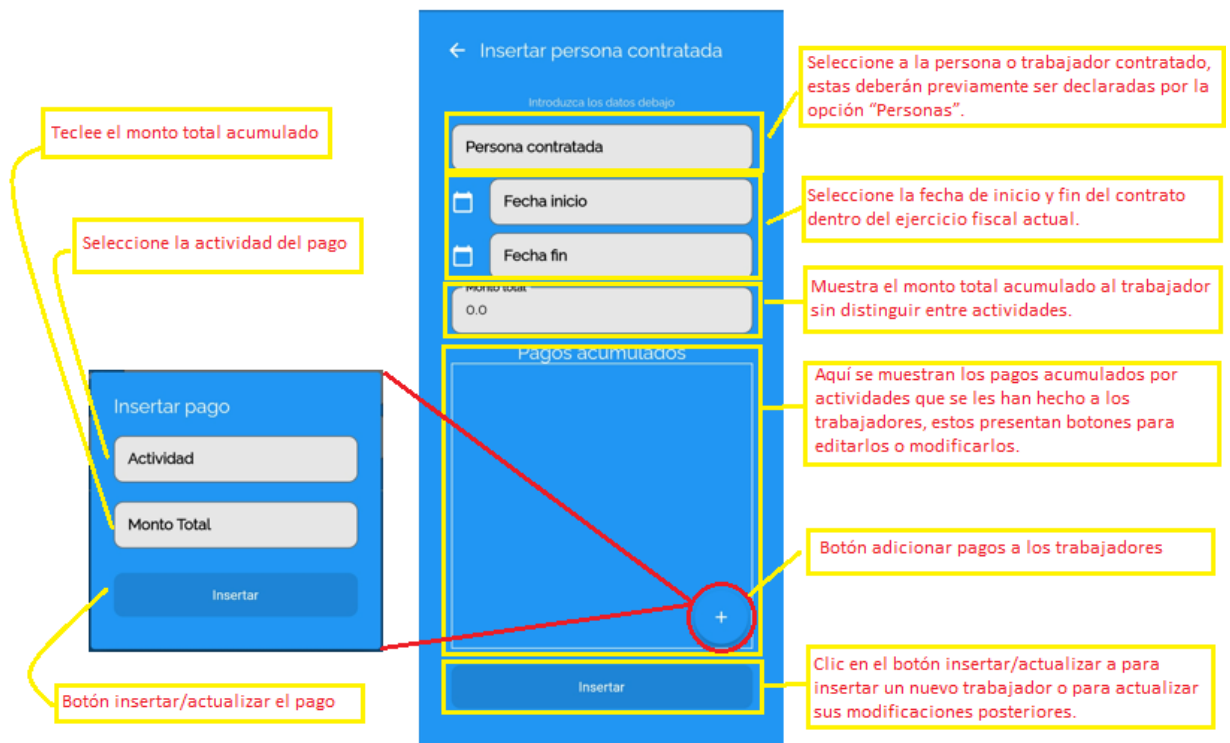 Insertar persona contratada
Introduzca los datos debajo
Persona contratada
Fecha inicio
Fecha fin
Monto total
0.0
Pagos acumulados
+
Insertar
Teclee el monto total acumulado
Seleccione la actividad del pago
Insertar pago
Actividad
Monto Total
Insertar
Botón insertar/actualizar el pago
Seleccione a la persona o trabajador contratado,
estas deberán previamente ser declaradas por la
opción “Personas”.
Seleccione la fecha de inicio y fin del contrato
dentro del ejercicio fiscal actual.
Muestra el monto total acumulado al trabajador
sin distinguir entre actividades.
Aquí se muestran los pagos acumulados por
actividades que se les han hecho a los
trabajadores, estos presentan botones para
editarlos o modificarlos.
Botón adicionar pagos a los trabajadores
Clic en el botón insertar/actualizar a para
insertar un nuevo trabajador o para actualizar
sus modificaciones posteriores.